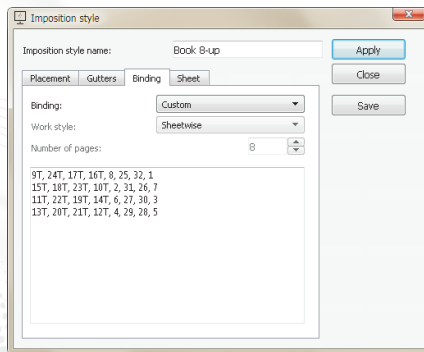 Imposition style
Imposition style name: Book 8-up Apply
Placement Gutters Binding Sheet Close
Binding: Custom Save
Work style: Sheetwise
Number of pages: 8
9T, 24T, 17T, 16T, 8, 25, 32, 1
15T, 18T, 23T, 10T, 2, 31, 26, 7
11T, 22T, 19T, 14T, 6, 27, 30, 3
13T, 20T, 21T, 12T, 4, 29, 28, 5